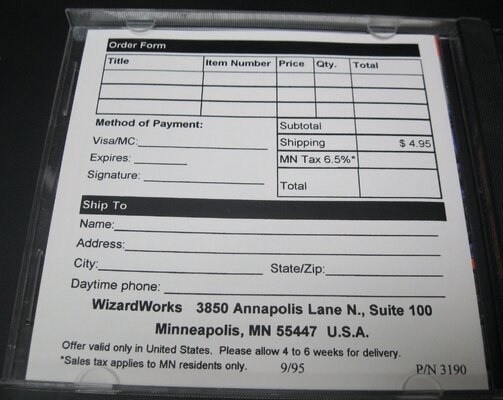 Order Form
Title Item Number Price Qty. Total
Method of Payment: Subtotal
Visa/MC: Shipping $ 4.95
Expires: MN Tax 6.5%*
Signature: Total
Ship To
Name:
Address:
City: State/Zip:
Daytime phone:
WizardWorks 3850 Annapolis Lane N., Suite 100
Minneapolis, MN 55447 U.S.A.
Offer valid only in United States. Please allow 4 to 6 weeks for delivery.
*Sales tax applies to MN residents only. 9/95 P/N 3190